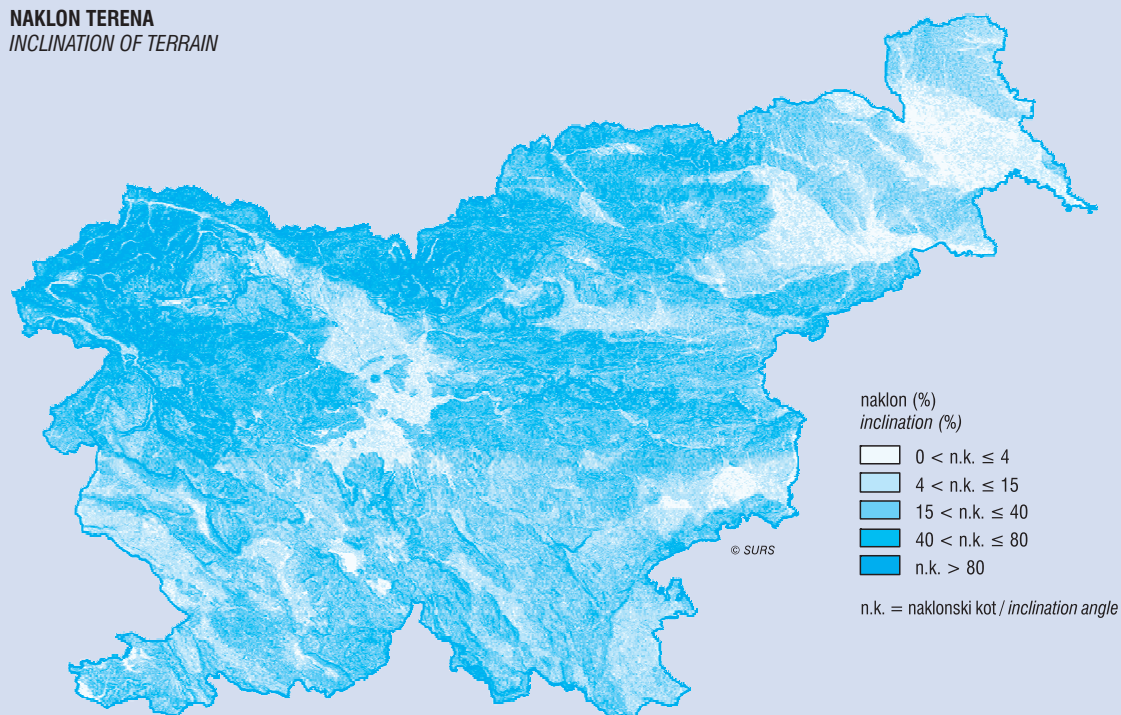 NAKLON TERENA
INCLINATION OF TERRAIN
naklon (%)
inclination (%)
0 < n.k. ≤ 4
4 < n.k. ≤ 15
15 < n.k. ≤ 40
40 < n.k. ≤ 80
n.k. > 80
© SURS
n.k. = naklonski kot / inclination angle